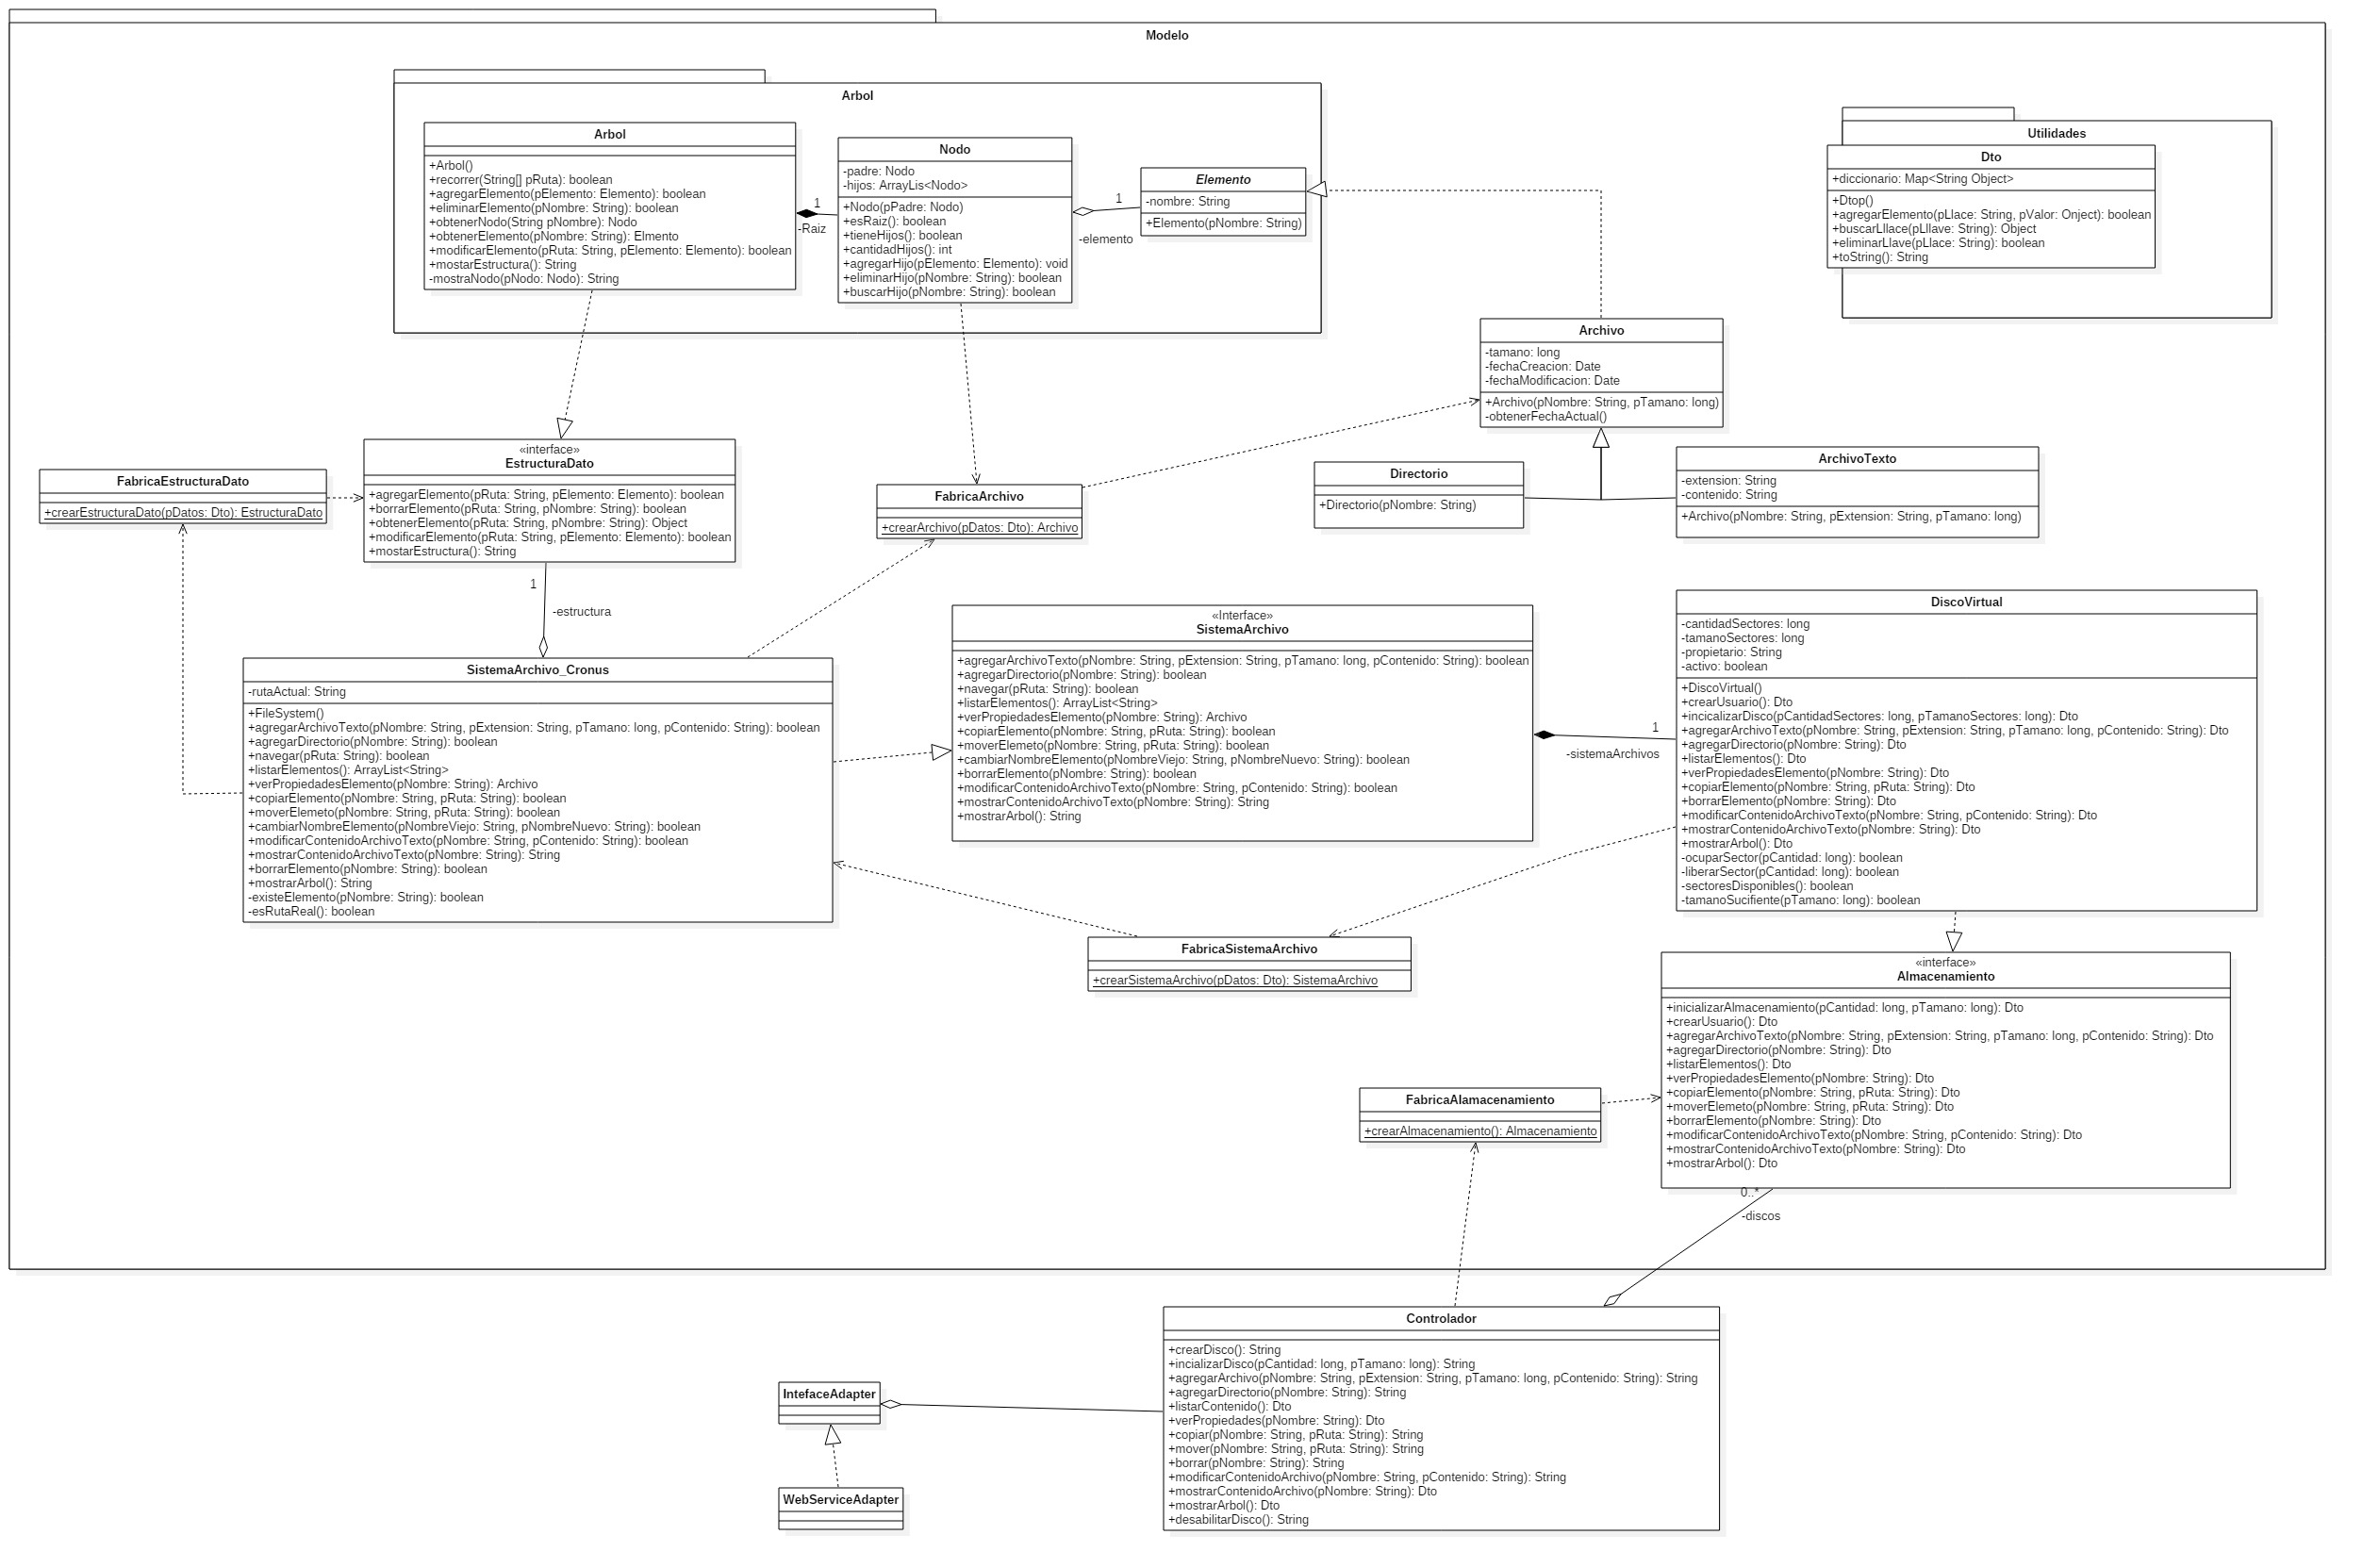 Modelo
Arbol
Arbol
+Arbol()
+recorrer(String[] pRuta): boolean
+agregarElemento(pElemento: Elemento): boolean
+eliminarElemento(pNombre: String): boolean
+obtenerNodo(String pNombre): Nodo
+obtenerElemento(pNombre: String): Elmento
+modificarElemento(pRuta: String, pElemento: Elemento): boolean
+mostarEstructura(): String
-mostraNodo(pNodo: Nodo): String
1
-Raiz
Nodo
-padre: Nodo
-hijos: ArrayLis<Nodo>
+Nodo(pPadre: Nodo)
+esRaiz(): boolean
+tieneHijos(): boolean
+cantidadHijos(): int
+agregarHijo(pElemento: Elemento): void
+eliminarHijo(pNombre: String): boolean
+buscarHijo(pNombre: String): boolean
1
-elemento
Elemento
-nombre: String
+Elemento(pNombre: String)
Utilidades
Dto
+diccionario: Map<String Object>
+Dtop()
+agregarElemento(pLlace: String, pValor: Onject): boolean
+buscarLllace(pLllave: String): Object
+eliminarLlave(pLlace: String): boolean
+toString(): String
Archivo
-tamano: long
-fechaCreacion: Date
-fechaModificacion: Date
+Archivo(pNombre: String, pTamano: long)
-obtenerFechaActual()
FabricaEstructuraDato
+crearEstructuraDato(pDatos: Dto): EstructuraDato
«interface»
EstructuraDato
+agregarElemento(pRuta: String, pElemento: Elemento): boolean
+borrarElemento(pRuta: String, pNombre: String): boolean
+obtenerElemento(pRuta: String, pNombre: String): Object
+modificarElemento(pRuta: String, pElemento: Elemento): boolean
+mostarEstructura(): String
FabricaArchivo
+crearArchivo(pDatos: Dto): Archivo
Directorio
+Directorio(pNombre: String)
ArchivoTexto
-extension: String
-contenido: String
+Archivo(pNombre: String, pExtension: String, pTamano: long)
1
-estructura
SistemaArchivo_Cronus
-rutaActual: String
+FileSystem()
+agregarArchivoTexto(pNombre: String, pExtension: String, pTamano: long, pContenido: String): boolean
+agregarDirectorio(pNombre: String): boolean
+navegar(pRuta: String): boolean
+listarElementos(): ArrayList<String>
+verPropiedadesElemento(pNombre: String): Archivo
+copiarElemento(pNombre: String, pRuta: String): boolean
+moverElemeto(pNombre: String, pRuta: String): boolean
+cambiarNombreElemento(pNombreViejo: String, pNombreNuevo: String): boolean
+modificarContenidoArchivoTexto(pNombre: String, pContenido: String): boolean
+mostrarContenidoArchivoTexto(pNombre: String): String
+borrarElemento(pNombre: String): boolean
+mostrarArbol(): String
-existeElemento(pNombre: String): boolean
-esRutaReal(): boolean
«Interface»
SistemaArchivo
+agregarArchivoTexto(pNombre: String, pExtension: String, pTamano: long, pContenido: String): boolean
+agregarDirectorio(pNombre: String): boolean
+navegar(pRuta: String): boolean
+listarElementos(): ArrayList<String>
+verPropiedadesElemento(pNombre: String): Archivo
+copiarElemento(pNombre: String, pRuta: String): boolean
+moverElemeto(pNombre: String, pRuta: String): boolean
+cambiarNombreElemento(pNombreViejo: String, pNombreNuevo: String): boolean
+borrarElemento(pNombre: String): boolean
+modificarContenidoArchivoTexto(pNombre: String, pContenido: String): boolean
+mostrarContenidoArchivoTexto(pNombre: String): String
+mostrarArbol(): String
1
-sistemaArchivos
DiscoVirtual
-cantidadSectores: long
-tamanoSectores: long
-propietario: String
-activo: boolean
+DiscoVirtual()
+crearUsuario(): Dto
+incicalizarDisco(pCantidadSectores: long, pTamanoSectores: long): Dto
+agregarArchivoTexto(pNombre: String, pExtension: String, pTamano: long, pContenido: String): Dto
+agregarDirectorio(pNombre: String): Dto
+listarElementos(): Dto
+verPropiedadesElemento(pNombre: String): Dto
+copiarElemento(pNombre: String, pRuta: String): Dto
+borrarElemento(pNombre: String): Dto
+modificarContenidoArchivoTexto(pNombre: String, pContenido: String): Dto
+mostrarContenidoArchivoTexto(pNombre: String): Dto
+mostrarArbol(): Dto
-ocuparSector(pCantidad: long): boolean
-liberarSector(pCantidad: long): boolean
-sectoresDisponibles(): boolean
-tamanoSucifiente(pTamano: long): boolean
FabricaSistemaArchivo
+crearSistemaArchivo(pDatos: Dto): SistemaArchivo
«interface»
Almacenamiento
+inicializarAlmacenamiento(pCantidad: long, pTamano: long): Dto
+crearUsuario(): Dto
+agregarArchivoTexto(pNombre: String, pExtension: String, pTamano: long, pContenido: String): Dto
+agregarDirectorio(pNombre: String): Dto
+listarElementos(): Dto
+verPropiedadesElemento(pNombre: String): Dto
+copiarElemento(pNombre: String, pRuta: String): Dto
+moverElemeto(pNombre: String, pRuta: String): Dto
+borrarElemento(pNombre: String): Dto
+modificarContenidoArchivoTexto(pNombre: String, pContenido: String): Dto
+mostrarContenidoArchivoTexto(pNombre: String): Dto
+mostrarArbol(): Dto
FabricaAlamacenamiento
+crearAlmacenamiento(): Almacenamiento
0..*
-discos
Controlador
+crearDisco(): String
+incializarDisco(pCantidad: long, pTamano: long): String
+agregarArchivo(pNombre: String, pExtension: String, pTamano: long, pContenido: String): String
+agregarDirectorio(pNombre: String): String
+listarContenido(): Dto
+verPropiedades(pNombre: String): Dto
+copiar(pNombre: String, pRuta: String): String
+mover(pNombre: String, pRuta: String): String
+borrar(pNombre: String): String
+modificarContenidoArchivo(pNombre: String, pContenido: String): String
+mostrarContenidoArchivo(pNombre: String): Dto
+mostrarArbol(): Dto
+desabilitarDisco(): String
IntefaceAdapter
WebServiceAdapter